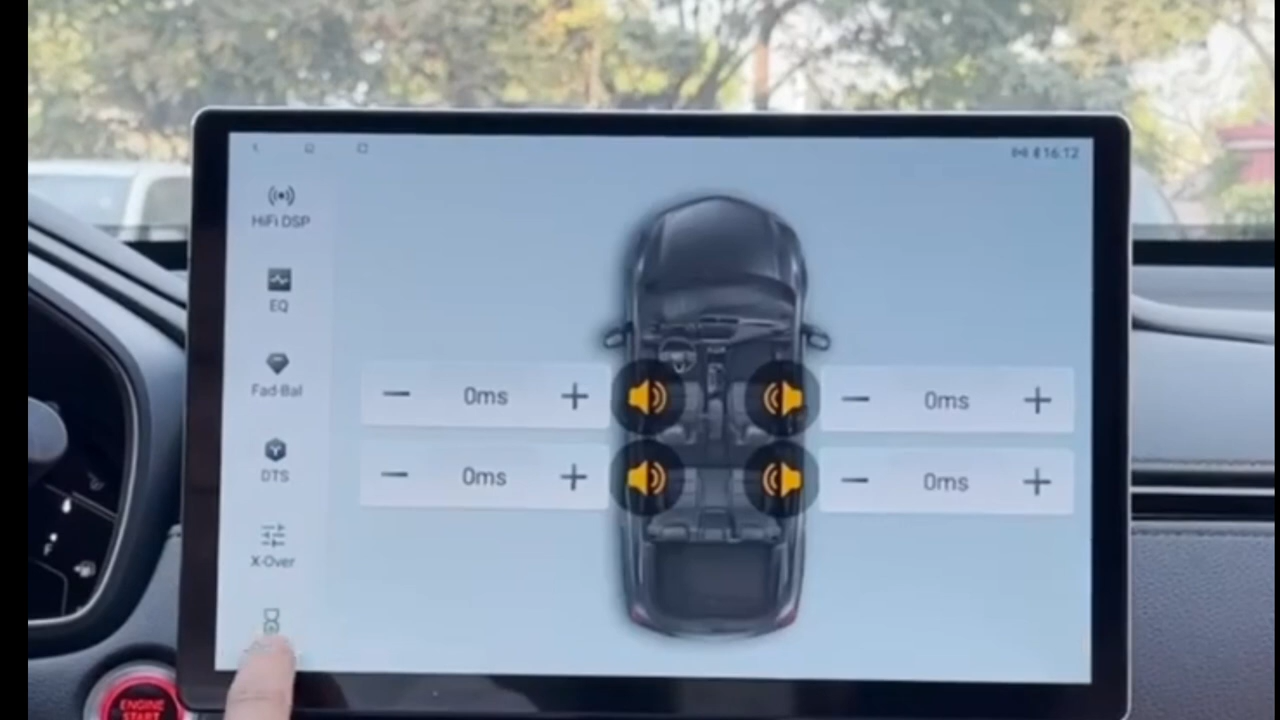 16:12
HiFi DSP
EQ
Fad-Bal
DTS
X-Over
0ms
0ms
0ms
0ms
ENGINE
START